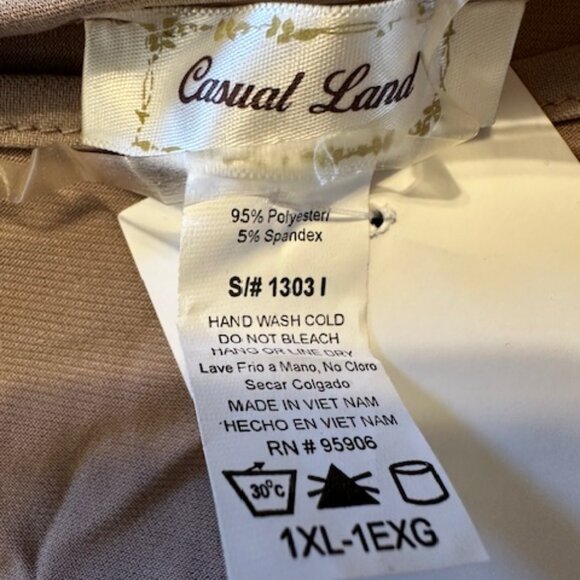 Casual Land
95% Polyester/
5% Spandex
S/# 1303 I
HAND WASH COLD
DO NOT BLEACH
HANG OR LINE DRY
Lave Frio a Mano, No Cloro
Secar Colgado
MADE IN VIET NAM
HECHO EN VIET NAM
RN # 95906
30°C
1XL-1EXG